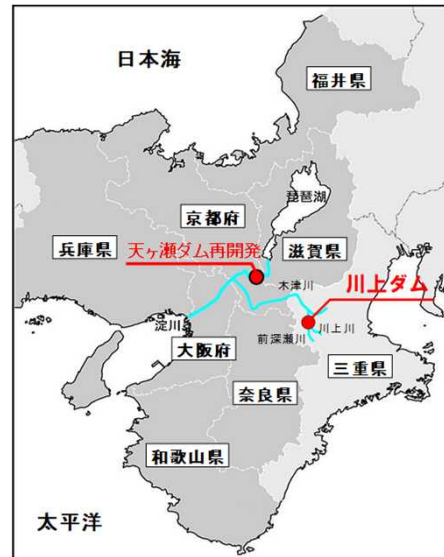 日本海
福井県
琵琶湖
京都府
兵庫県
天ヶ瀬ダム再開発
滋賀県
木津川
川上ダム
淀川
前深瀬川
川上川
大阪府
三重県
奈良県
和歌山県
太平洋